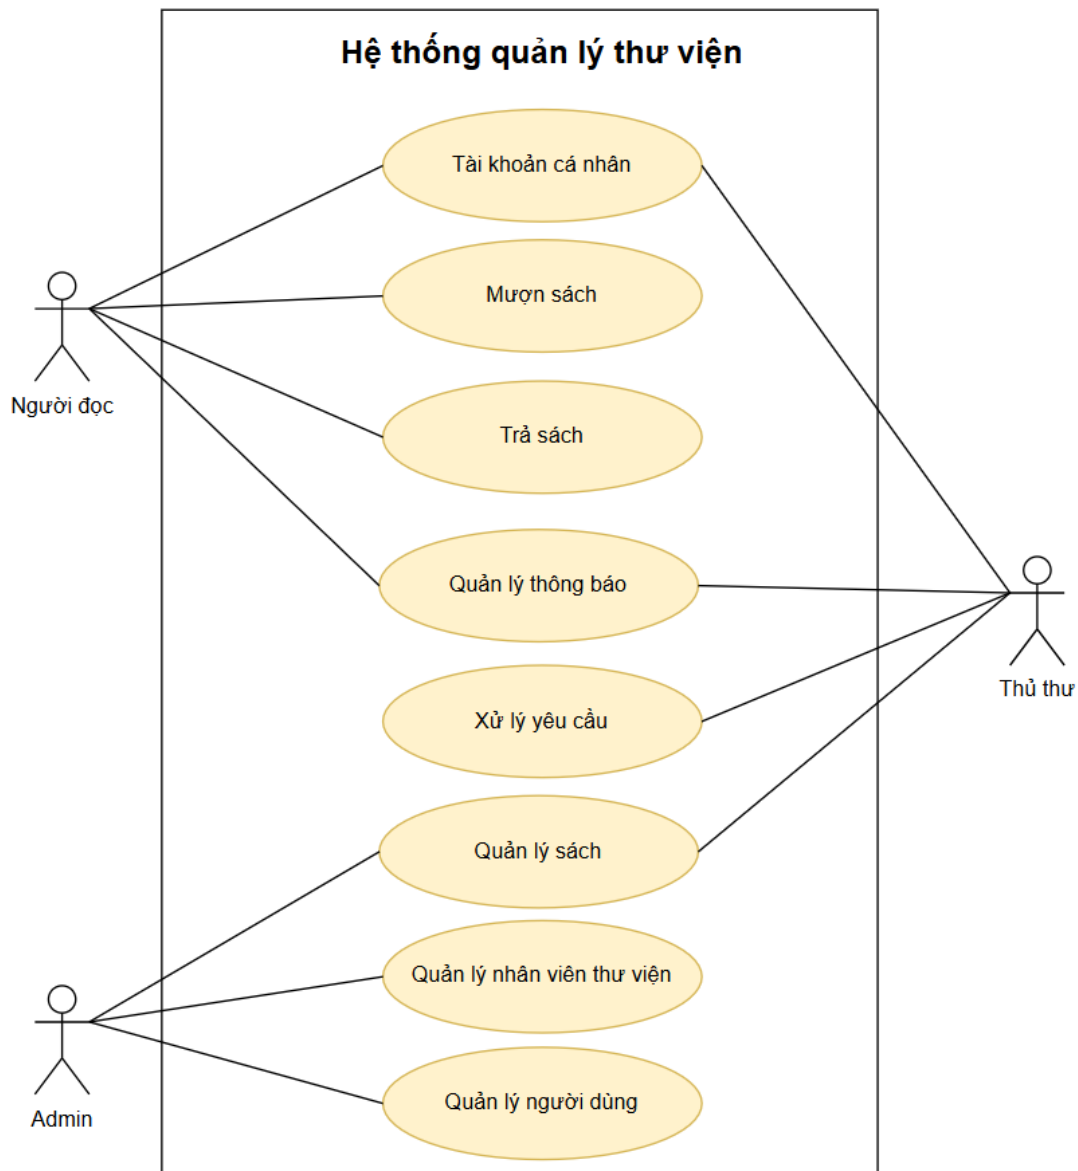 Hệ thống quản lý thư viện
Tài khoản cá nhân
Mượn sách
Người đọc
Trả sách
Quản lý thông báo
Thủ thư
Xử lý yêu cầu
Quản lý sách
Quản lý nhân viên thư viện
Admin
Quản lý người dùng